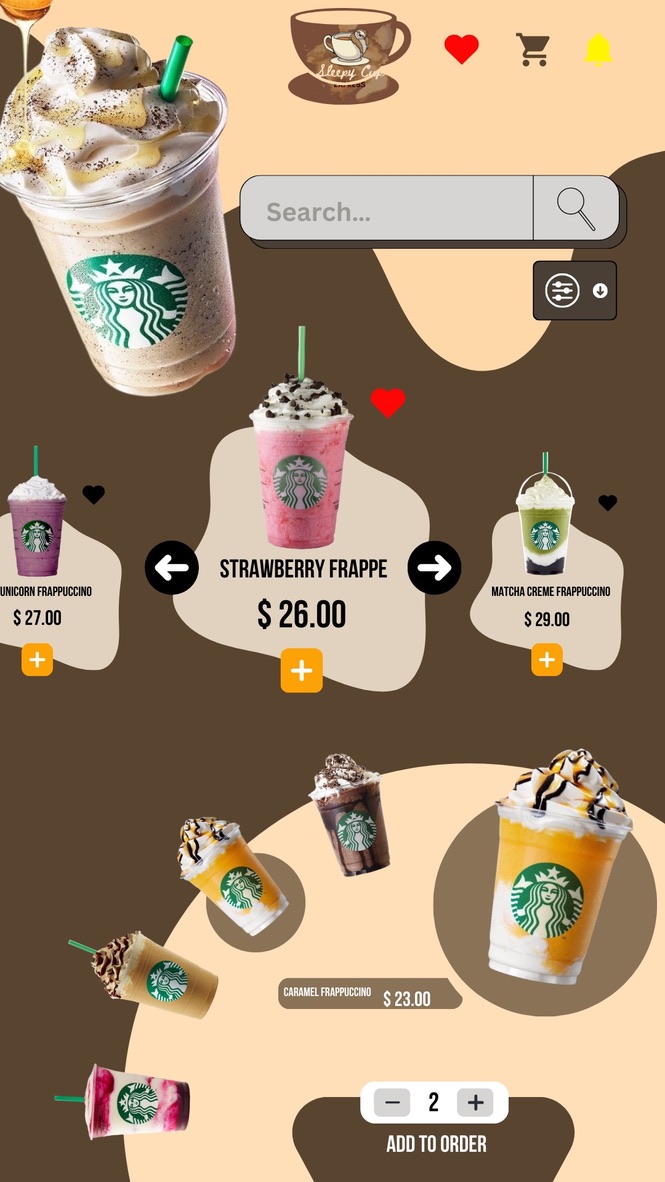 Sleepy Cup
EXPRESS
Search...
STRAWBERRY FRAPPE
$ 26.00
UNICORN FRAPPUCCINO
$ 27.00
MATCHA CREME FRAPPUCCINO
$ 29.00
CARAMEL FRAPPUCCINO $ 23.00
2
ADD TO ORDER